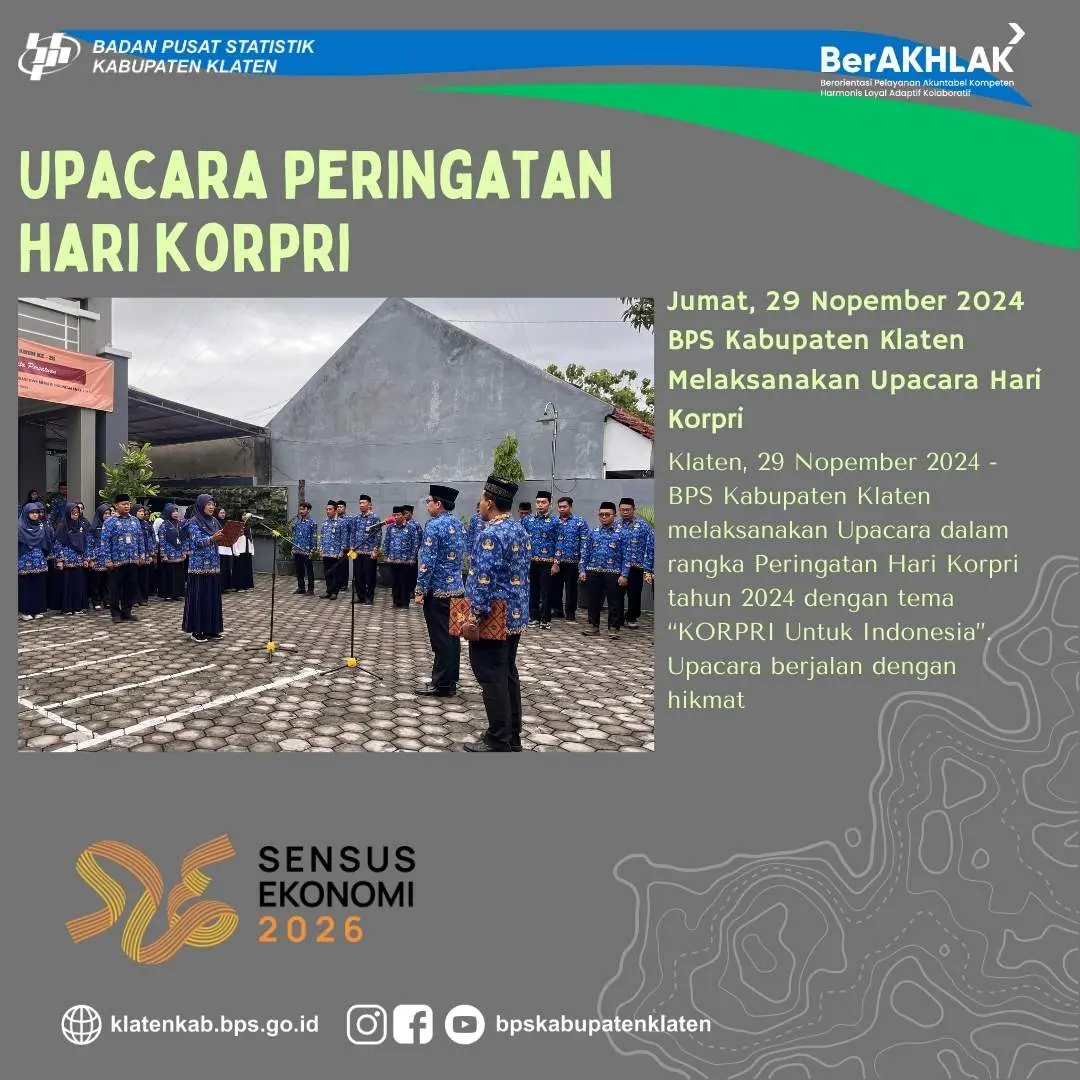 BADAN PUSAT STATISTIK
KABUPATEN KLATEN
BerAKHLAK
Berorientasi Pelayanan Akuntabel Kompeten
Harmonis Loyal Adaptif Kolaboratif
UPACARA PERINGATAN
HARI KORPRI
Jumat, 29 Nopember 2024
BPS Kabupaten Klaten
Melaksanakan Upacara Hari
Korpri
Klaten, 29 Nopember 2024 -
BPS Kabupaten Klaten
melaksanakan Upacara dalam
rangka Peringatan Hari Korpri
tahun 2024 dengan tema
“KORPRI Untuk Indonesia”.
Upacara berjalan dengan
hikmat
SENSUS
EKONOMI
2026
klatenkab.bps.go.id
bpskabupatenklaten